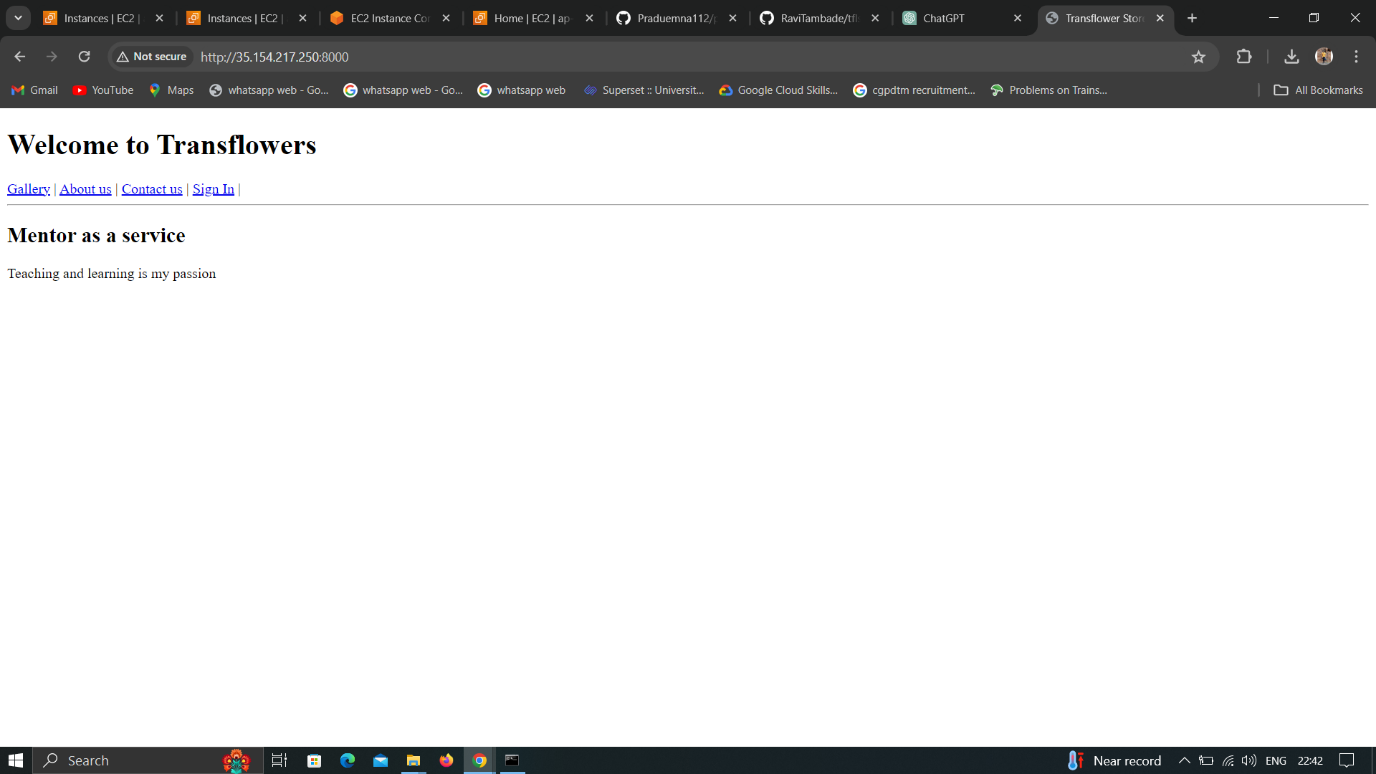 Instances | EC2 |
Instances | EC2 |
EC2 Instance Co
Home | EC2 | ap-
Praduemna112/
RaviTambade/tfl
ChatGPT
Transflower Stor
Not secure http://35.154.217.250:8000
Gmail YouTube Maps whatsapp web - Go... whatsapp web - Go... whatsapp web Superset :: Universit... Google Cloud Skills... cgpdtm recruitment... Problems on Trains... All Bookmarks
Welcome to Transflowers
Gallery | About us | Contact us | Sign In |
Mentor as a service
Teaching and learning is my passion
Search Near record ENG 22:42